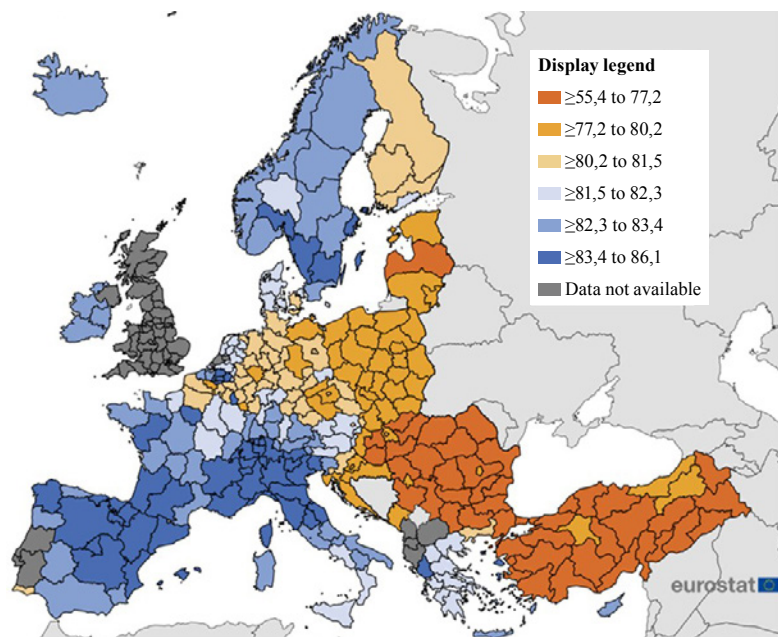 Display legend
≥55,4 to 77,2
≥77,2 to 80,2
≥80,2 to 81,5
≥81,5 to 82,3
≥82,3 to 83,4
≥83,4 to 86,1
Data not available
eurostat